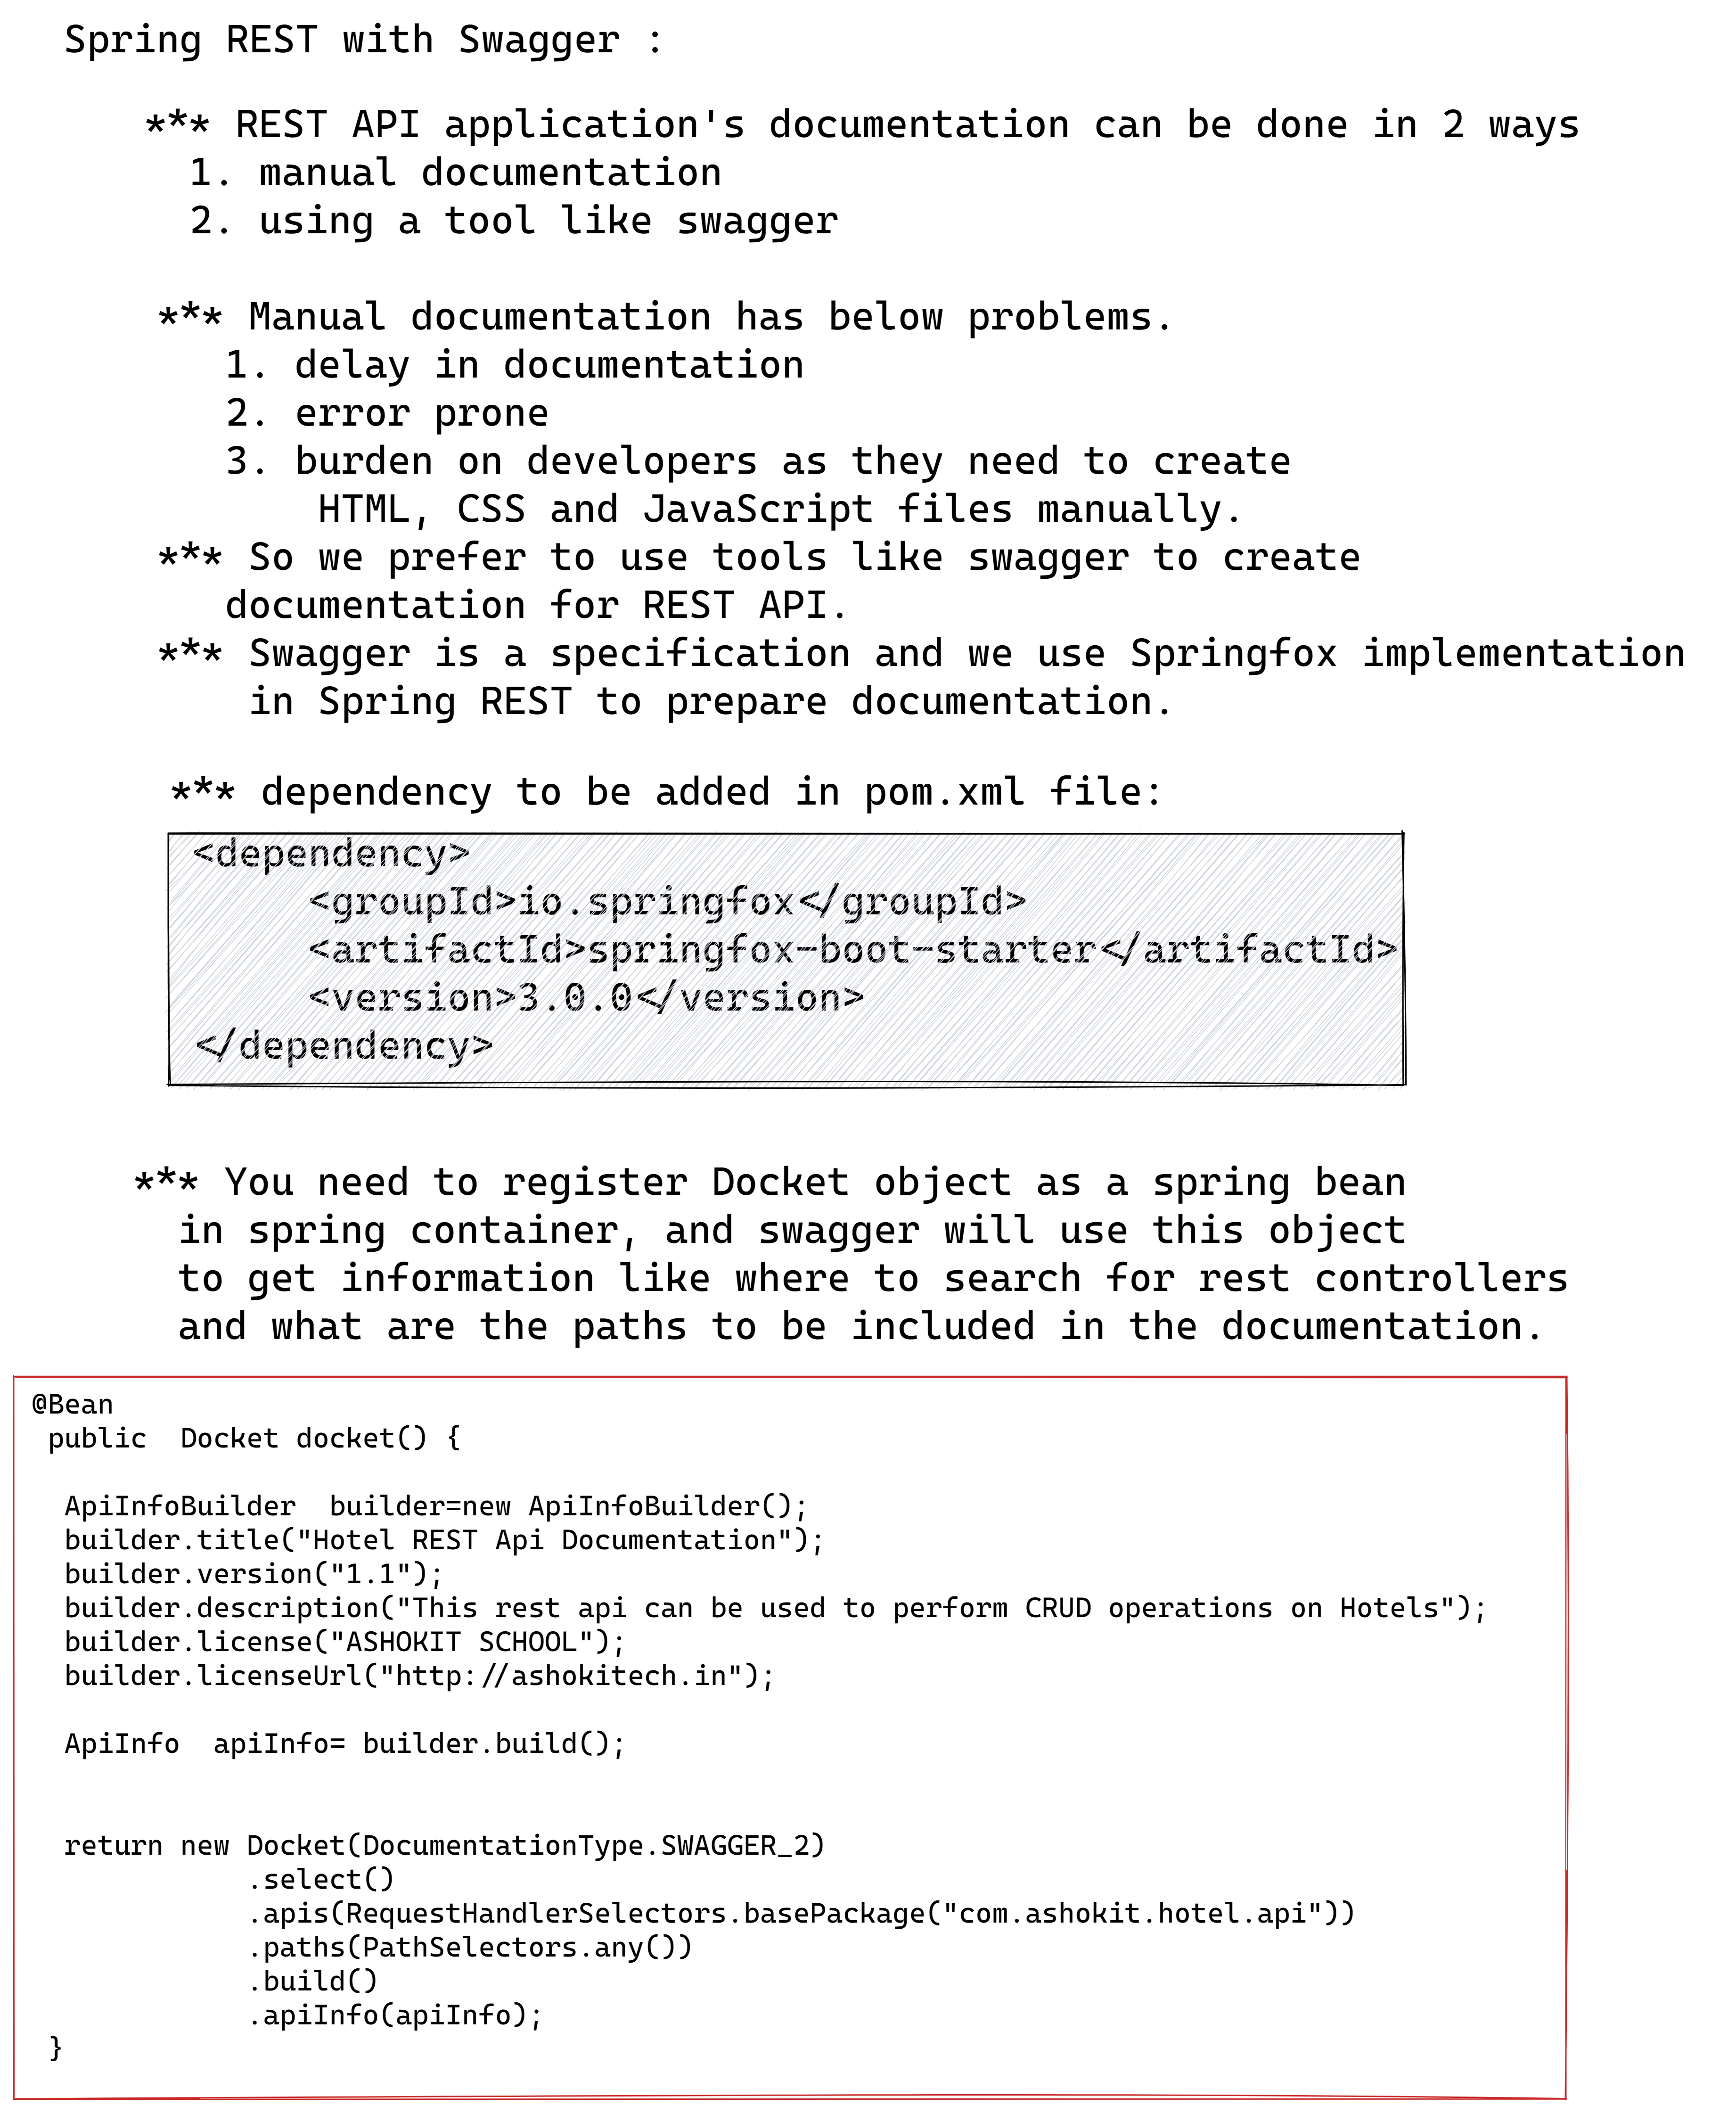 Spring REST with Swagger :
*** REST API application's documentation can be done in 2 ways
1. manual documentation
2. using a tool like swagger
*** Manual documentation has below problems.
1. delay in documentation
2. error prone
3. burden on developers as they need to create
HTML, CSS and JavaScript files manually.
*** So we prefer to use tools like swagger to create
documentation for REST API.
*** Swagger is a specification and we use Springfox implementation
in Spring REST to prepare documentation.
*** dependency to be added in pom.xml file:
<dependency>
<groupId>io.springfox</groupId>
<artifactId>springfox-boot-starter</artifactId>
<version>3.0.0</version>
</dependency>
*** You need to register Docket object as a spring bean
in spring container, and swagger will use this object
to get information like where to search for rest controllers
and what are the paths to be included in the documentation.
@Bean
public  Docket docket() {
ApiInfoBuilder  builder=new ApiInfoBuilder();
builder.title("Hotel REST Api Documentation");
builder.version("1.1");
builder.description("This rest api can be used to perform CRUD operations on Hotels");
builder.license("ASHOKIT SCHOOL");
builder.licenseUrl("http://ashokitech.in");
ApiInfo  apiInfo= builder.build();
return new Docket(DocumentationType.SWAGGER_2)
.select()
.apis(RequestHandlerSelectors.basePackage("com.ashokit.hotel.api"))
.paths(PathSelectors.any())
.build()
.apiInfo(apiInfo);
}